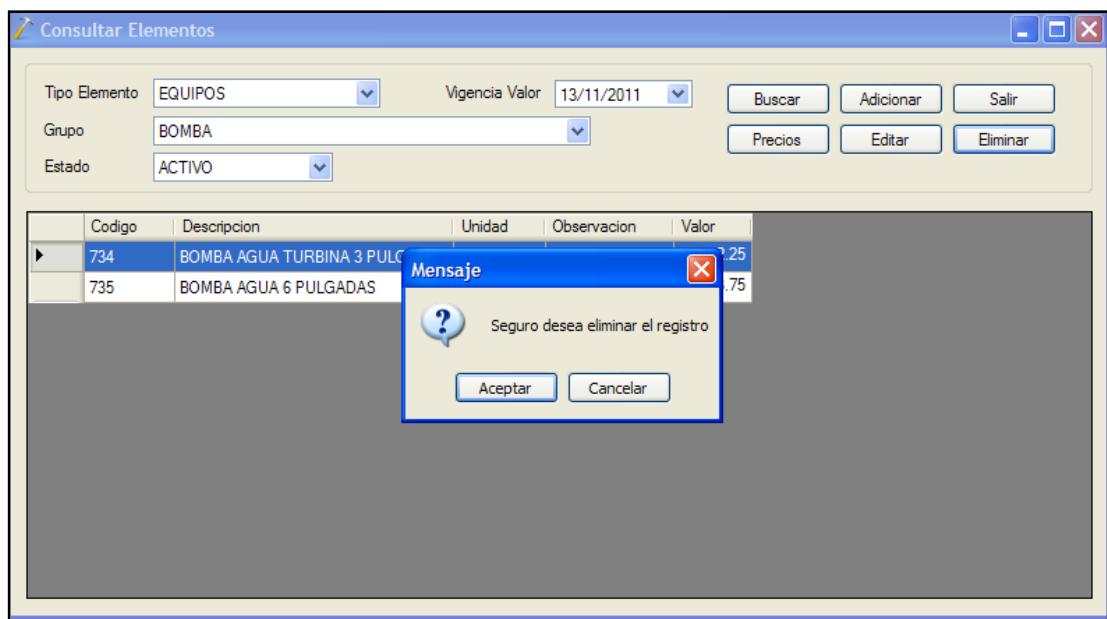 Consultar Elementos
Tipo Elemento EQUIPOS Vigencia Valor 13/11/2011 Buscar Adicionar Salir
Grupo BOMBA Precios Editar Eliminar
Estado ACTIVO
Codigo Descripcion Unidad Observacion Valor
734 BOMBA AGUA TURBINA 3 .25
735 BOMBA AGUA 6 PULGADAS .75
Mensaje
Seguro desea eliminar el registro
Aceptar Cancelar